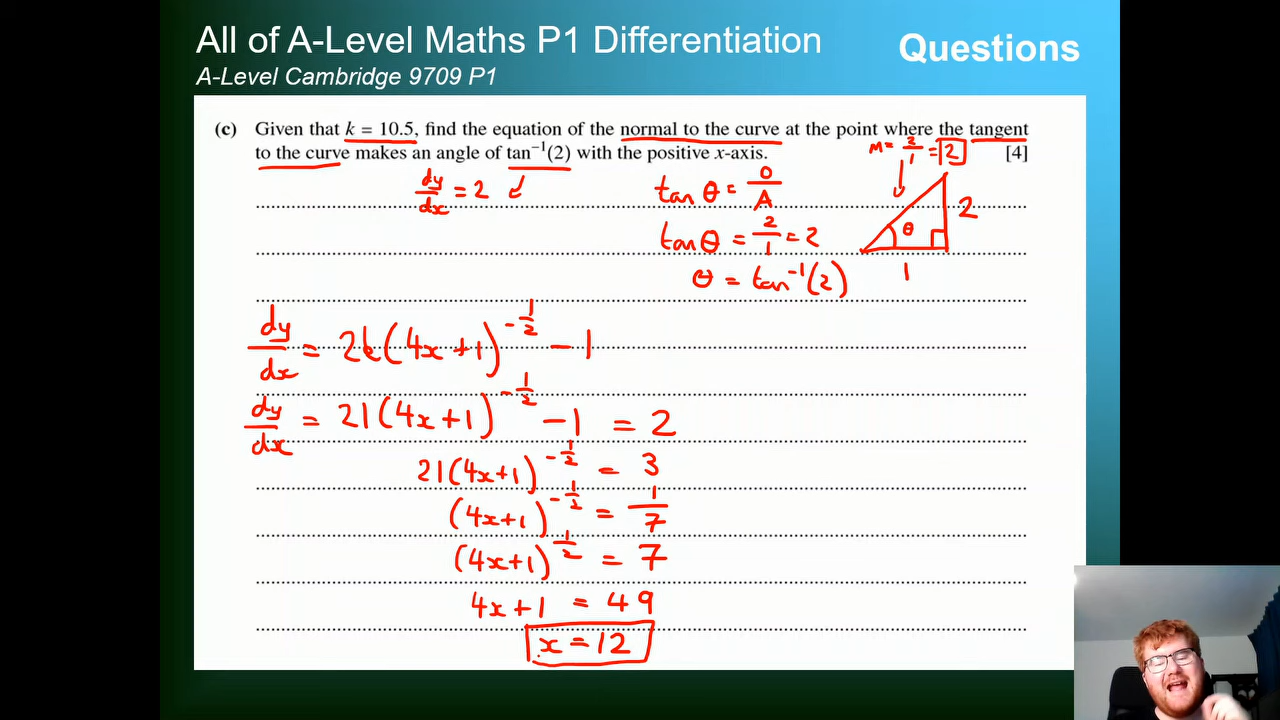 All of A-Level Maths P1 Differentiation
Questions
A-Level Cambridge 9709 P1
(c) Given that k = 10.5, find the equation of the normal to the curve at the point where the tangent
to the curve makes an angle of tan⁻¹(2) with the positive x-axis. [4]
m = 2/1 = 2
dy/dx = 2
tan θ = O/A
θ
2
1
tan θ = 2/1 = 2
θ = tan⁻¹(2)
dy/dx = 2k(4x+1)^(-1/2) - 1
dy/dx = 21(4x+1)^(-1/2) - 1 = 2
21(4x+1)^(-1/2) = 3
(4x+1)^(-1/2) = 1/7
(4x+1)^(1/2) = 7
4x+1 = 49
x = 12